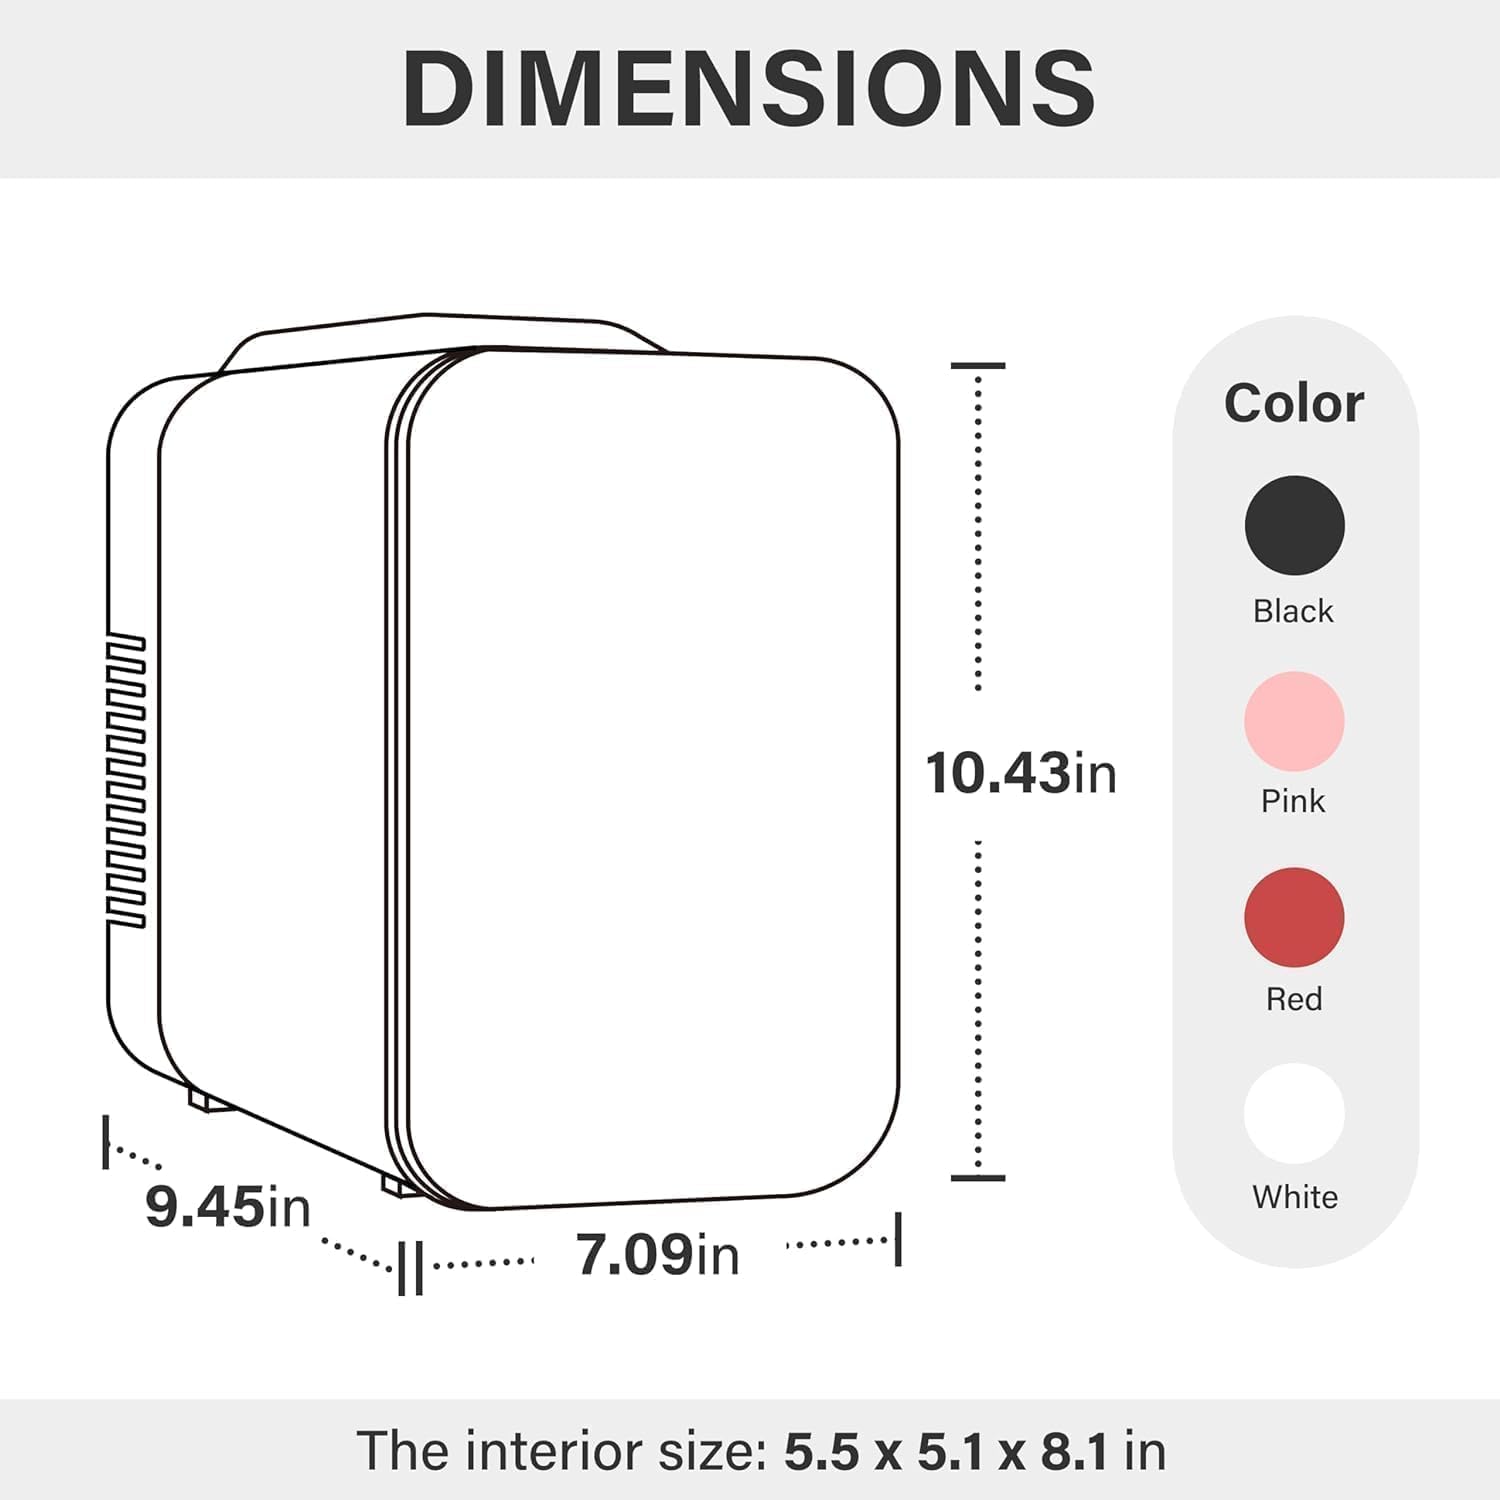 DIMENSIONS
Color
Black
Pink
Red
White
10.43in
9.45in
7.09in
The interior size: 5.5 x 5.1 x 8.1 in